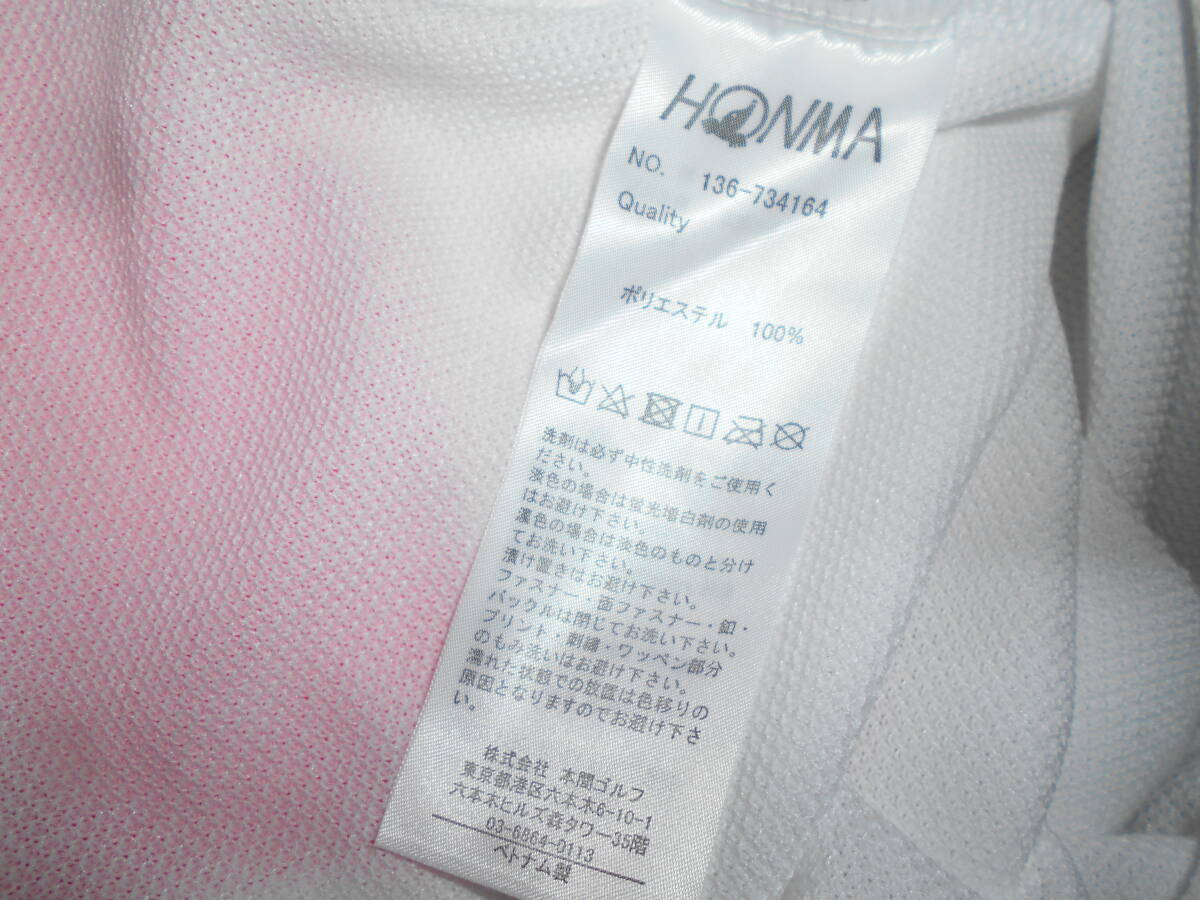 HONMA
NO. 136-734164
Quality
ポリエステル 100%
洗剤は必ず中性洗剤をご使用く
ださい。
淡色の場合は蛍光増白剤の使用
はお避け下さい。
濃色の場合は淡色のものと分け
てお洗い下さい。
漬け置きはお避け下さい。
ファスナー・面ファスナー・釦・
バックルは閉じてお洗い下さい。
プリント・刺繍・ワッペン部分
のもみ洗いはお避け下さい。
濡れた状態での放置は色移りの
原因となりますのでお避け下さ
い。
株式会社 本間ゴルフ
東京都港区六本木6-10-1
六本木ヒルズ森タワー35階
03-6864-0113
ベトナム製